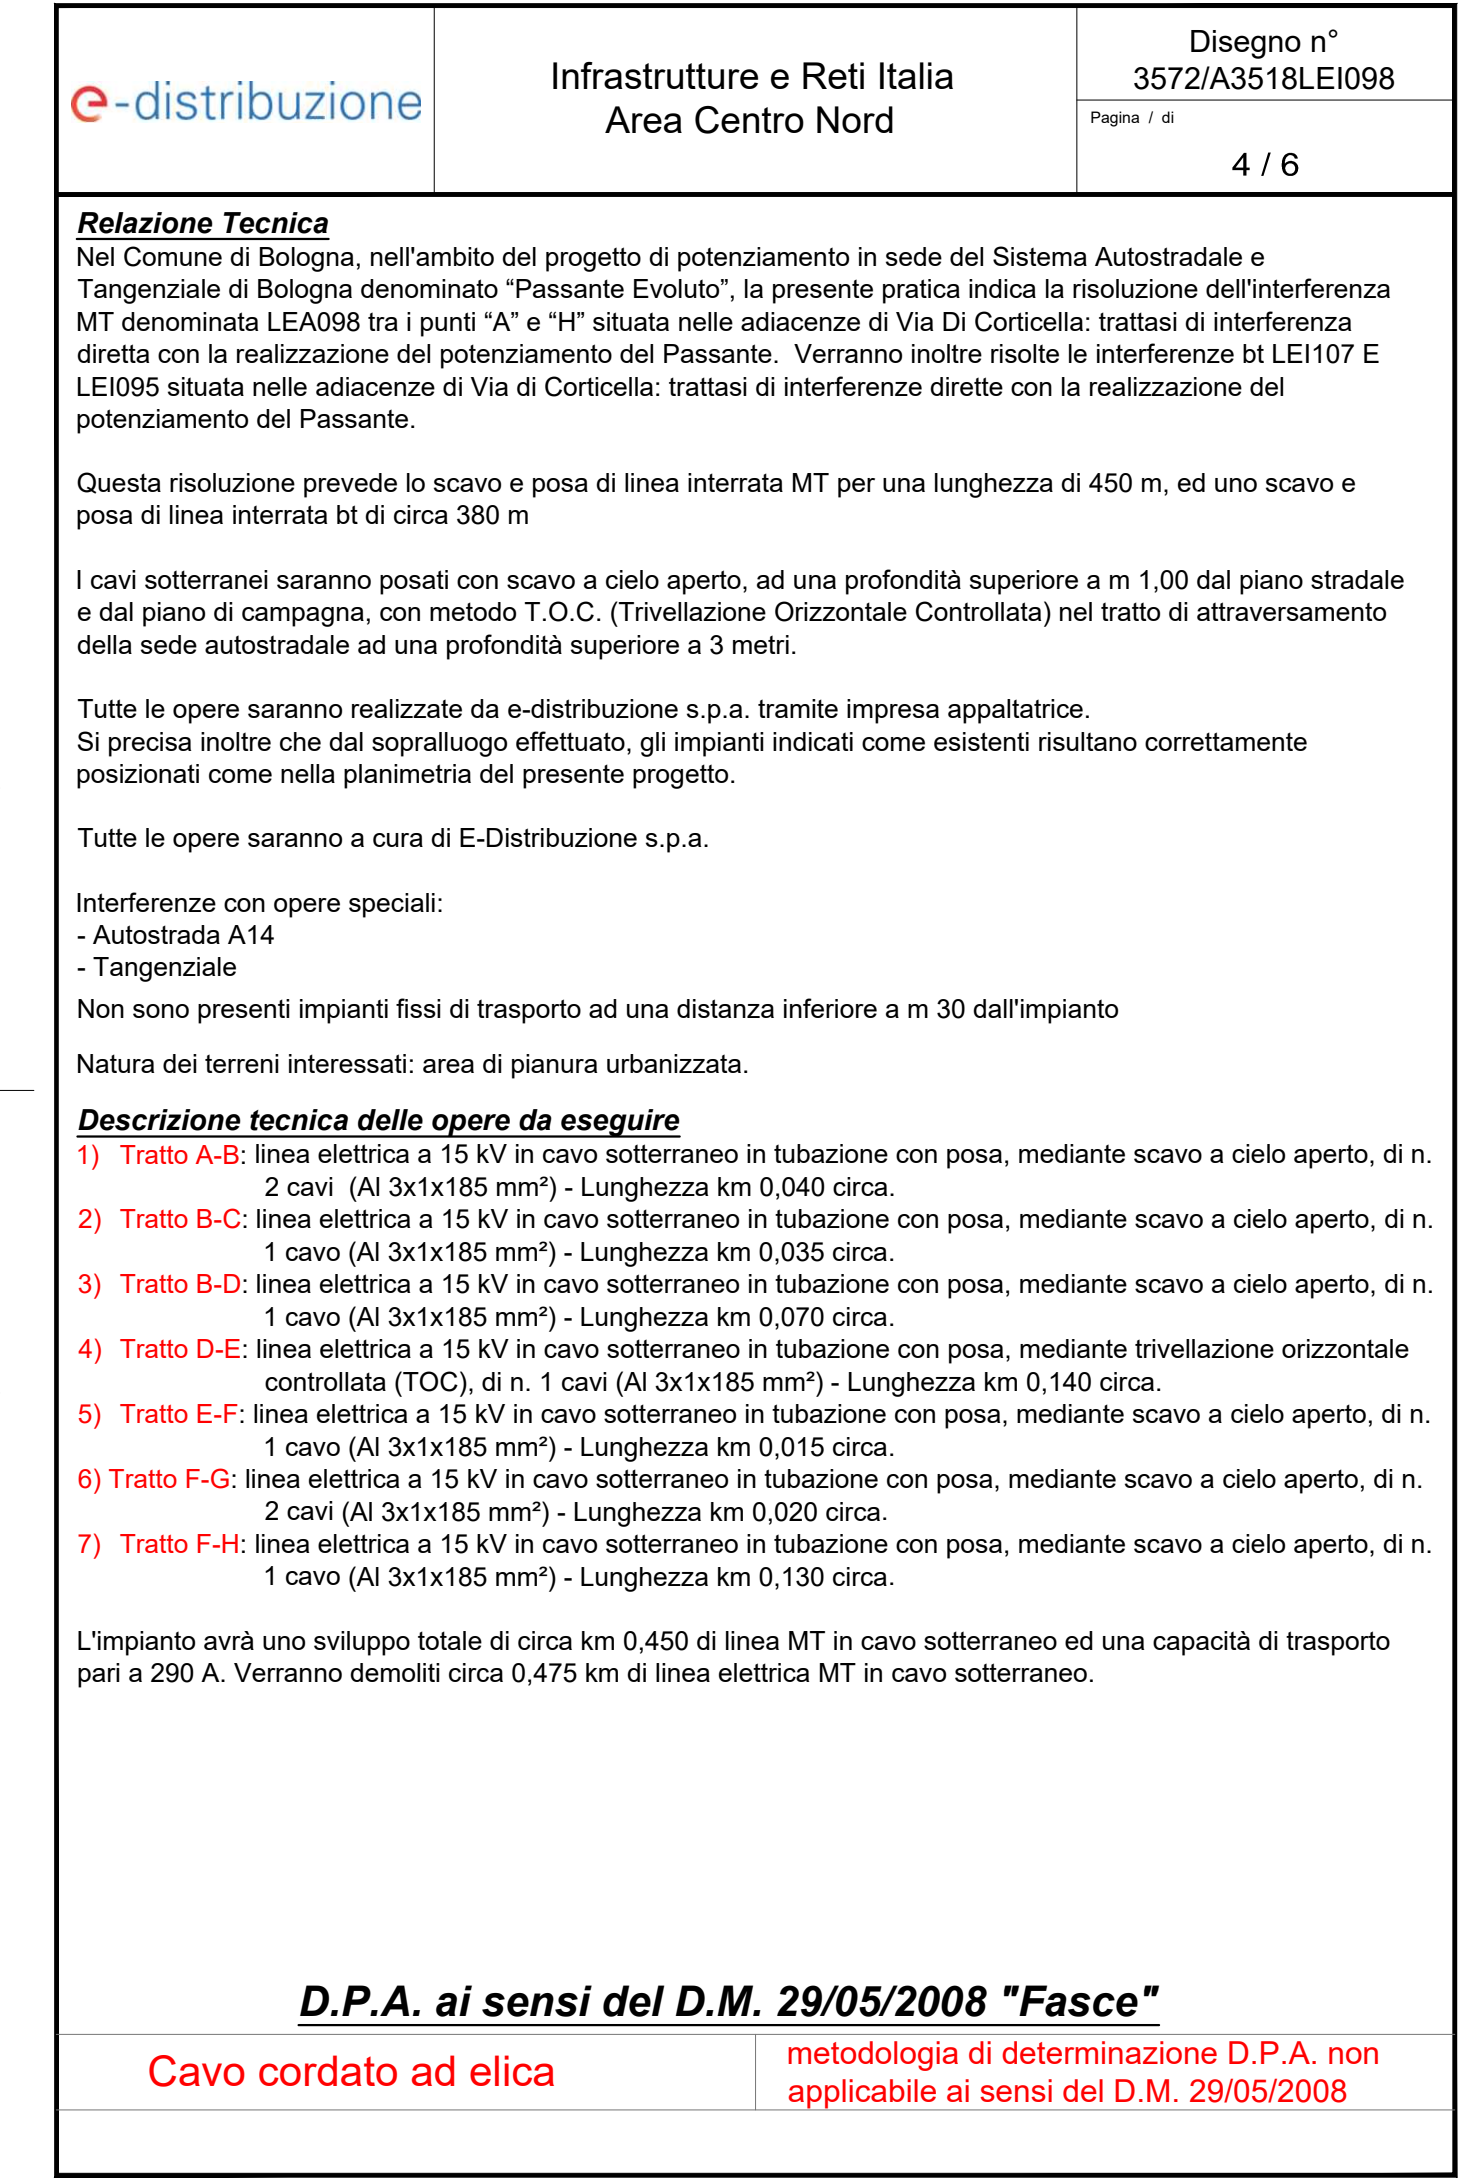 e-distribuzione
Infrastrutture e Reti Italia
Area Centro Nord
Disegno n°
3572/A3518LEI098
Pagina / di
4 / 6
Relazione Tecnica
Nel Comune di Bologna, nell'ambito del progetto di potenziamento in sede del Sistema Autostradale e
Tangenziale di Bologna denominato “Passante Evoluto”, la presente pratica indica la risoluzione dell'interferenza
MT denominata LEA098 tra i punti “A” e “H” situata nelle adiacenze di Via Di Corticella: trattasi di interferenza
diretta con la realizzazione del potenziamento del Passante. Verranno inoltre risolte le interferenze bt LEI107 E
LEI095 situata nelle adiacenze di Via di Corticella: trattasi di interferenze dirette con la realizzazione del
potenziamento del Passante.
Questa risoluzione prevede lo scavo e posa di linea interrata MT per una lunghezza di 450 m, ed uno scavo e
posa di linea interrata bt di circa 380 m
I cavi sotterranei saranno posati con scavo a cielo aperto, ad una profondità superiore a m 1,00 dal piano stradale
e dal piano di campagna, con metodo T.O.C. (Trivellazione Orizzontale Controllata) nel tratto di attraversamento
della sede autostradale ad una profondità superiore a 3 metri.
Tutte le opere saranno realizzate da e-distribuzione s.p.a. tramite impresa appaltatrice.
Si precisa inoltre che dal sopralluogo effettuato, gli impianti indicati come esistenti risultano correttamente
posizionati come nella planimetria del presente progetto.
Tutte le opere saranno a cura di E-Distribuzione s.p.a.
Interferenze con opere speciali:
- Autostrada A14
- Tangenziale
Non sono presenti impianti fissi di trasporto ad una distanza inferiore a m 30 dall'impianto
Natura dei terreni interessati: area di pianura urbanizzata.
Descrizione tecnica delle opere da eseguire
1) Tratto A-B: linea elettrica a 15 kV in cavo sotterraneo in tubazione con posa, mediante scavo a cielo aperto, di n.
2 cavi (Al 3x1x185 mm²) - Lunghezza km 0,040 circa.
2) Tratto B-C: linea elettrica a 15 kV in cavo sotterraneo in tubazione con posa, mediante scavo a cielo aperto, di n.
1 cavo (Al 3x1x185 mm²) - Lunghezza km 0,035 circa.
3) Tratto B-D: linea elettrica a 15 kV in cavo sotterraneo in tubazione con posa, mediante scavo a cielo aperto, di n.
1 cavo (Al 3x1x185 mm²) - Lunghezza km 0,070 circa.
4) Tratto D-E: linea elettrica a 15 kV in cavo sotterraneo in tubazione con posa, mediante trivellazione orizzontale
controllata (TOC), di n. 1 cavi (Al 3x1x185 mm²) - Lunghezza km 0,140 circa.
5) Tratto E-F: linea elettrica a 15 kV in cavo sotterraneo in tubazione con posa, mediante scavo a cielo aperto, di n.
1 cavo (Al 3x1x185 mm²) - Lunghezza km 0,015 circa.
6) Tratto F-G: linea elettrica a 15 kV in cavo sotterraneo in tubazione con posa, mediante scavo a cielo aperto, di n.
2 cavi (Al 3x1x185 mm²) - Lunghezza km 0,020 circa.
7) Tratto F-H: linea elettrica a 15 kV in cavo sotterraneo in tubazione con posa, mediante scavo a cielo aperto, di n.
1 cavo (Al 3x1x185 mm²) - Lunghezza km 0,130 circa.
L'impianto avrà uno sviluppo totale di circa km 0,450 di linea MT in cavo sotterraneo ed una capacità di trasporto
pari a 290 A. Verranno demoliti circa 0,475 km di linea elettrica MT in cavo sotterraneo.
D.P.A. ai sensi del D.M. 29/05/2008 "Fasce"
Cavo cordato ad elica
metodologia di determinazione D.P.A. non
applicabile ai sensi del D.M. 29/05/2008